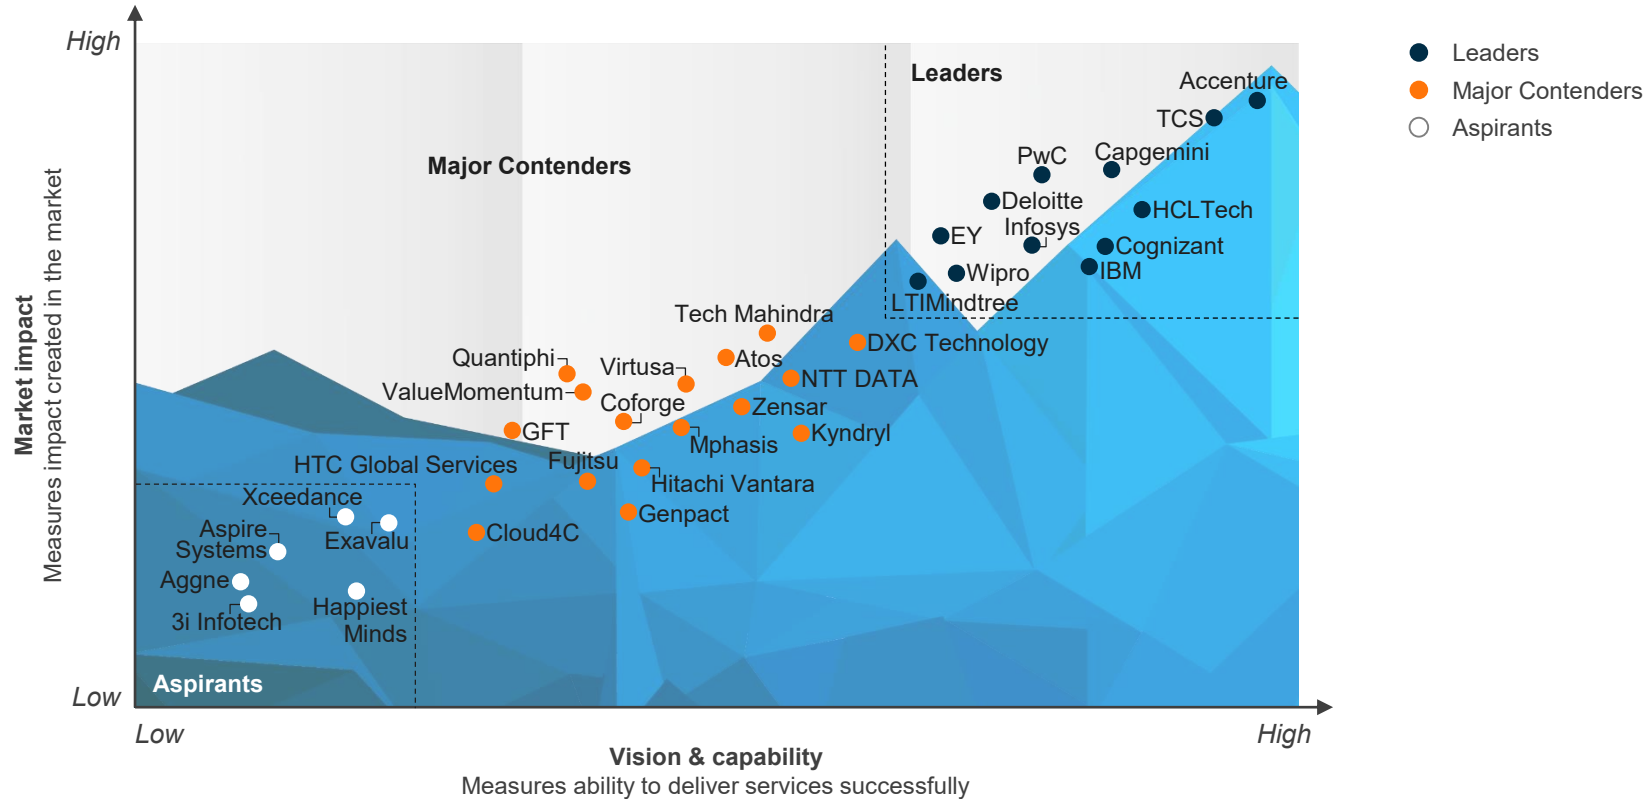 High
Leaders
Accenture
TCS
Major Contenders
PwC
Capgemini
Deloitte
HCLTech
Infosys
EY
Cognizant
Wipro
IBM
LTIMindtree
Tech Mahindra
DXC Technology
Quantiphi
Virtusa
Atos
ValueMomentum
NTT DATA
Coforge
Zensar
GFT
Mphasis
Kyndryl
HTC Global Services
Fujitsu
Hitachi Vantara
Xceedance
Genpact
Aspire
Systems
Exavalu
Cloud4C
Aggne
3i Infotech
Happiest
Minds
Aspirants
Low
Low
High
Market impact
Measures impact created in the market
Vision & capability
Measures ability to deliver services successfully
Leaders
Major Contenders
Aspirants